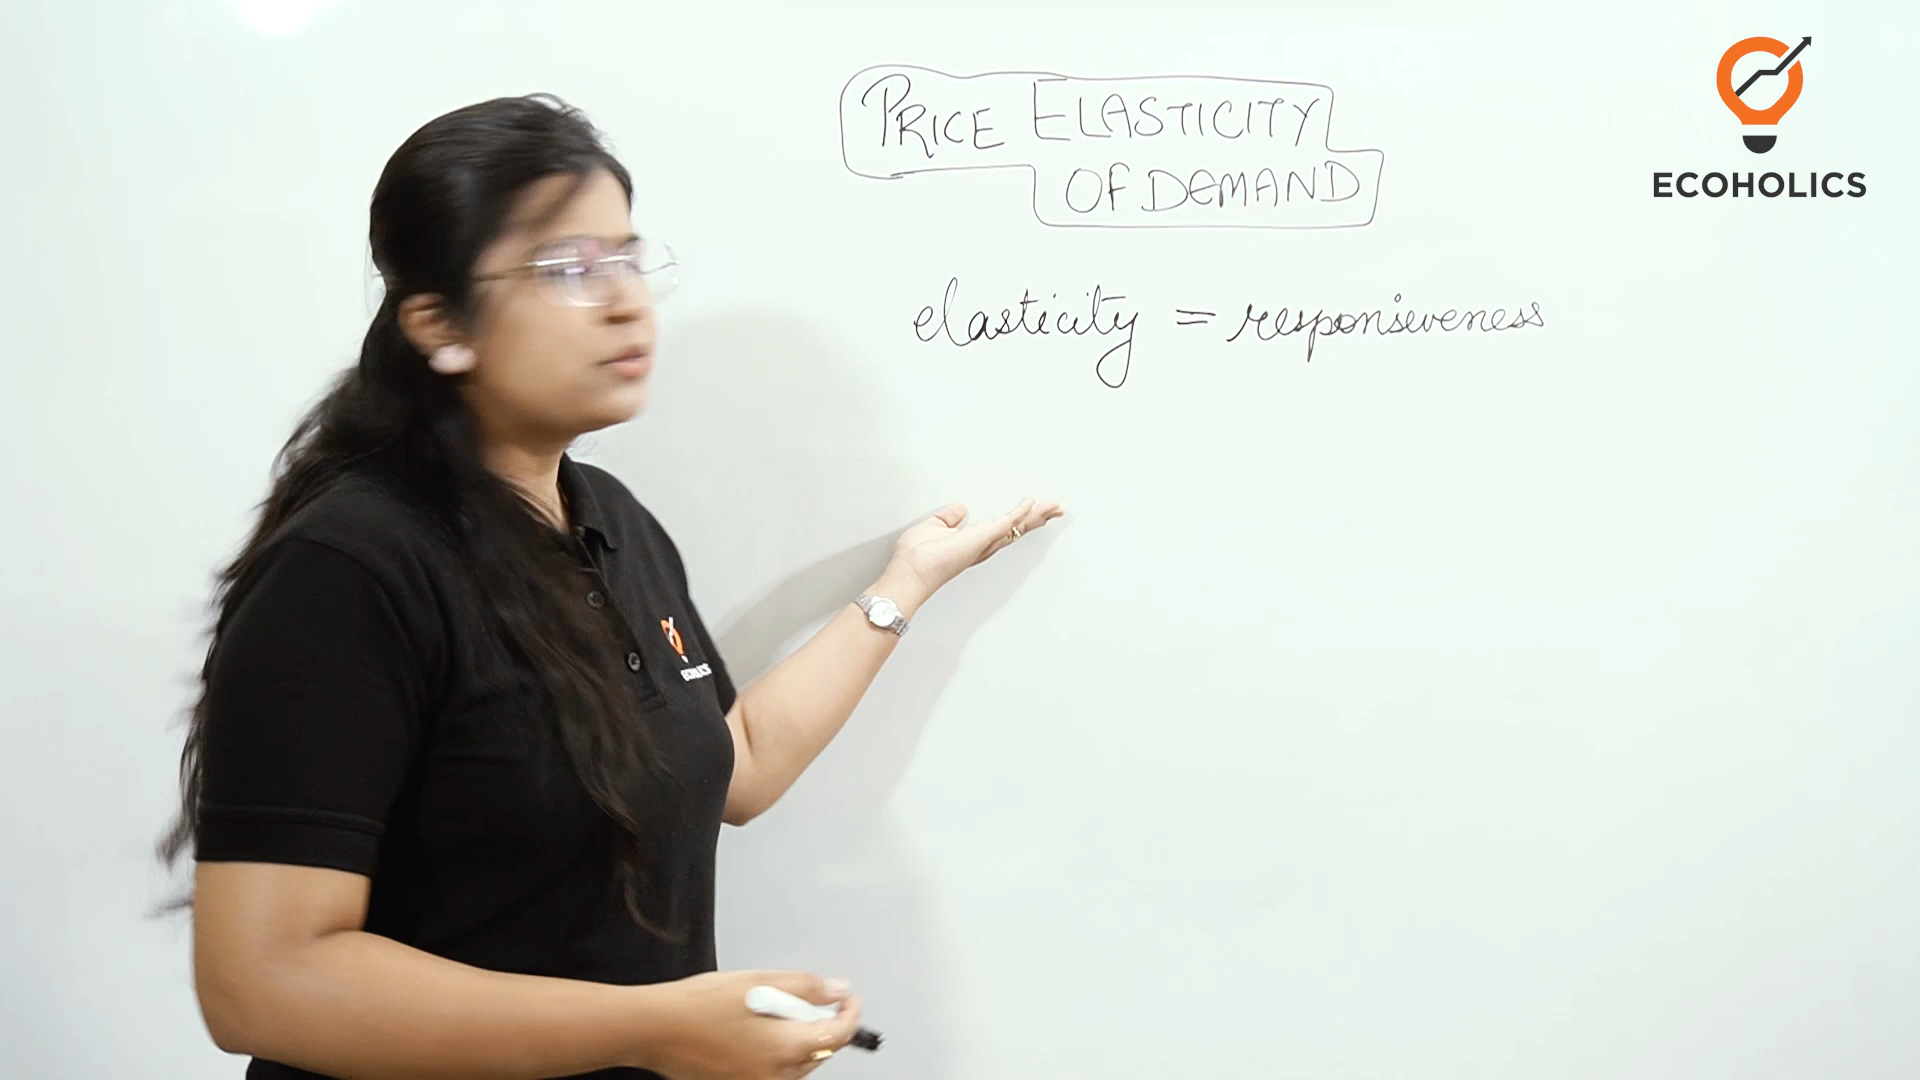 PRICE ELASTICITY
OF DEMAND
elasticity = responsiveness
ECOHOLICS